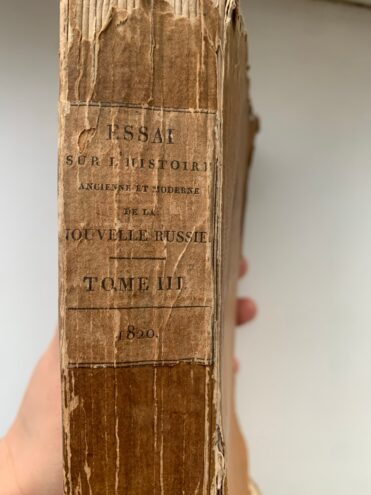 ESSAI
SUR L'HISTOIRE
ANCIENNE ET MODERNE
DE LA
NOUVELLE RUSSIE
TOME III.
1820.